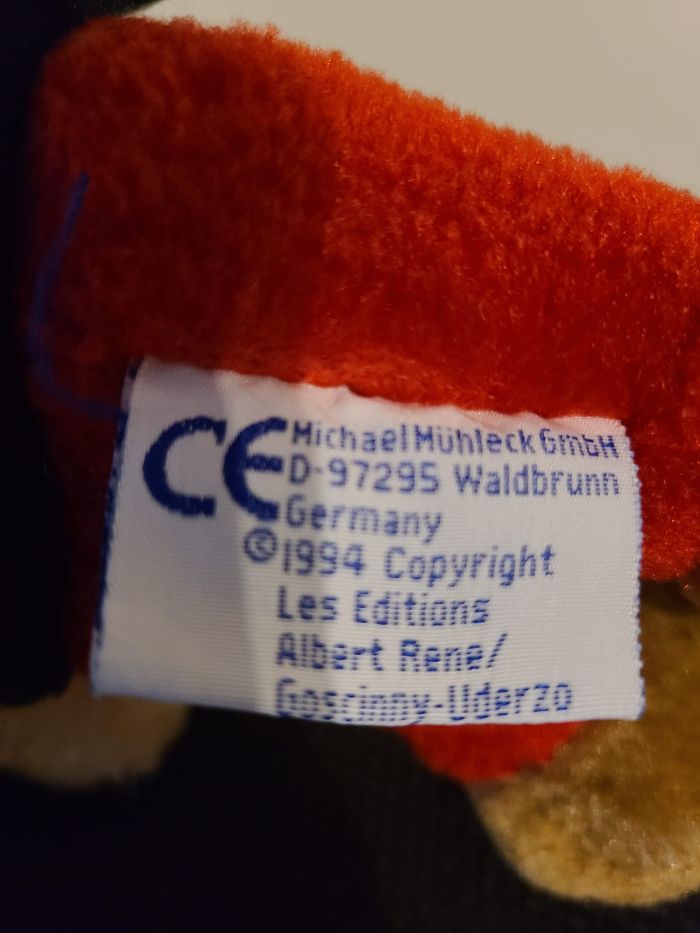 CE Michael Mühleck GmbH
D-97295 Waldbrunn
Germany
©1994 Copyright
Les Editions
Albert Rene/
Goscinny-Uderzo